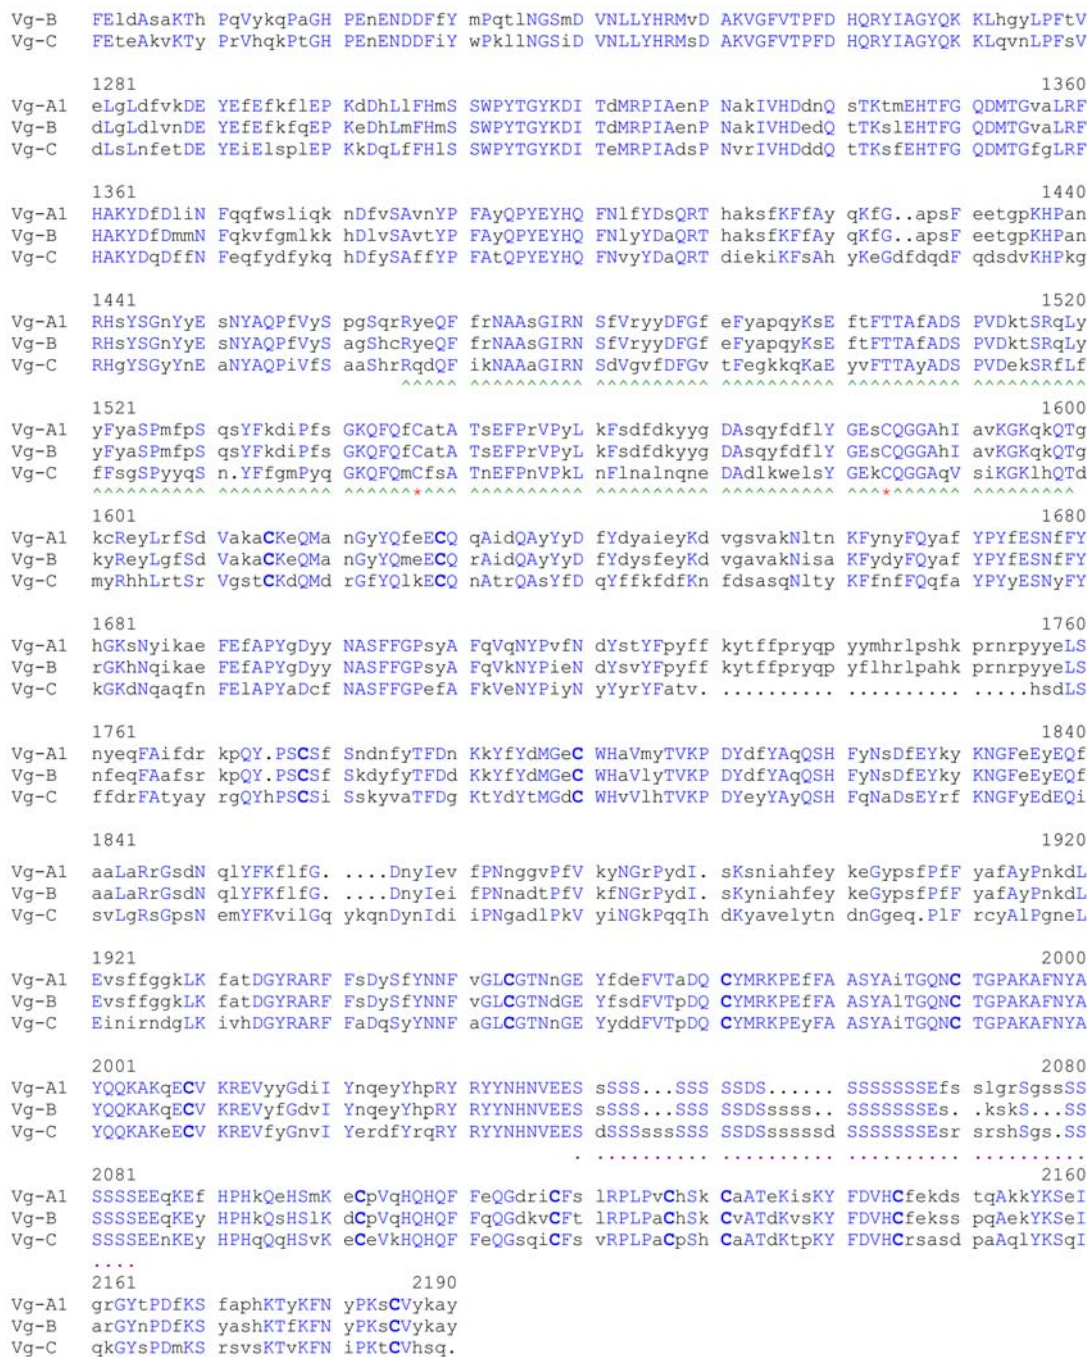 Vg-B FEldAsaKTh PqVykqPaGH PEnENDDFfY mPqtlNGSmD VNLLYHRMvD AKVGFVTPFD HQRYIAGYQK KLhgyLPFtV
Vg-C FEteAkvKTy PrVhqkPtGH PEnENDDFiY wPkllNGSiD VNLLYHRMsD AKVGFVTPFD HQRYIAGYQK KLqvnLPFsV
1281 1360
Vg-A1 eLgLdfvkDE YEfEfkflEP KdDhLlFHmS SWPYTGYKDI TdMRPIAenP NakIVHDdnQ sTKtmEHTFG QDMTGvaLRF
Vg-B dLgLdlvnDE YEfEfkfqEP KeDhLmFHmS SWPYTGYKDI TdMRPIAenP NakIVHDedQ tTKslEHTFG QDMTGvaLRF
Vg-C dLsLnfetDE YEiElsplEP KkDqLfFHlS SWPYTGYKDI TeMRPIAdsP NvrIVHDddQ tTKsfEHTFG QDMTGfgLRF
1361 1440
Vg-A1 HAKYDfDliN Fqqfwsliqk nDfvSAvnYP FAyQPYEYHQ FNlfYDsQRT haksfKFfAy qKfG..apsF eetgpKHPan
Vg-B HAKYDfDmmN Fqkvfgmlkk hDlvSAvtYP FAyQPYEYHQ FNlyYDaQRT haksfKFfAy qKfG..apsF eetgpKHPan
Vg-C HAKYDqDffN Feqfydfykq hDfySAffYP FAtQPYEYHQ FNvyYDaQRT diekiKFsAh yKeGdfdqdF qdsdvKHPkg
1441 1520
Vg-A1 RHsYSGnYyE sNYAQPfVyS pgSqrRyeQF frNAAsGIRN SfVryyDFGf eFyapqyKsE ftFTTAfADS PVDktSRqLy
Vg-B RHsYSGnYyE sNYAQPfVyS agShcRyeQF frNAAsGIRN SfVryyDFGf eFyapqyKsE ftFTTAfADS PVDktSRqLy
Vg-C RHgYSGyYnE aNYAQPiVfS aaShrRqdQF ikNAAaGIRN SdVgvfDFGv tFegkkqKaE yvFTTAyADS PVDekSRfLf
^^^^^ ^^^^^^^^^^ ^^^^^^^^^^ ^^^^^^^^^^ ^^^^^^^^^^ ^^^^^^^^^^
1521 1600
Vg-A1 yFyaSPmfpS qsYFkdiPfs GKQFQfCatA TsEFPrVPyL kFsdfdkyyg DAsqyfdflY GEsCQGGAhI avKGKqkQTg
Vg-B yFyaSPmfpS qsYFkdiPfs GKQFQfCatA TsEFPrVPyL kFsdfdkyyg DAsqyfdflY GEsCQGGAhI avKGKqkQTg
Vg-C fFsgSPyyqS n.YFfgmPyq GKQFQmCfsA TNEFPnVPkL nFlnalnqne DAdlkwelsY GEkCQGGAqV siKGKlhQTd
^^^^^^^^^^ ^^^^^^^^^^ ^^^^^^*^^^ ^^^^^^^^^^ ^^^^^^^^^^ ^^^^^^^^^^ ^^^*^^^^^^ ^^^^^^^^^
1601 1680
Vg-A1 kcReyLrfSd VakaCKeQMa nGyYQfeECQ qAidQAyYyD fYdyaieyKd vgsvakNltn KFynyFQyaf YPYfESNfFY
Vg-B kyReyLgfSd VakaCKeQMa nGyYQmeECQ rAidQAyYyD fYdysfeyKd vgavakNisa KFydyFQyaf YPYfESNfFY
Vg-C myRhhLrtSr VgstCKdQMd rGfYQlkECQ nAtrQAsYfD qYffkfdfKn fdsasqNlty KFfnfFQqfa YPYyESNyFY
1681 1760
Vg-A1 hGKsNyikae FEfAPYgDyy NASFFGPsyA FqVqNYPvfN dYstYFpyff kytffpryqp yymhrlpshk prnrpyyeLS
Vg-B rGKhNqikae FEfAPYgDyy NASFFGPsyA FqVkNYPieN dYsvYFpyff kytffpryqp yflhrlpahk prnrpyyeLS
Vg-C kGKdNqaqfn FElAPYaDcf NASFFGPefA FkVeNYPiyN yYyrYFatv. .......... .......... .....hsdLS
1761 1840
Vg-A1 nyeqFAifdr kpQY.PSCSf SndnfyTFDn KkYfYDMGeC WHaVmyTVKP DYdfYAqQSH FyNsDfEYky KNGFeEyEQf
Vg-B nfeqFAafsr kpQY.PSCSf SskdyfyTFDd KkYfYDMGeC WHaVlyTVKP DYdfYAqQSH FyNsDfEYky KNGFeEyEQf
Vg-C ffdrFAtyay rgQYhPSCSi SskyvaTFDg KtYdYtMGdC WHvVlhTVKP DYeyYAyQSH FqNaDsEYrf KNGFyEdEQi
1841 1920
Vg-A1 aaLaRrGsdN qlYFKflfG. ....DnyIev fPNnggvPfV kyNGrPydI. sKsniahfey keGypsfPfF yafAyPnkdL
Vg-B aaLaRrGsdN qlYFKflfG. ....DnyIei fPNnadtPfV kfNGrPydI. sKyniahfey keGypsfPfF yafAyPnkdL
Vg-C svLgRsGpsN emYFKvilGq ykqnDynIdi iPNgadlPkV yiNGkPqqIh dKyavelytn dnGgeq.PlF rcyAlPgneL
1921 2000
Vg-A1 EvsffggkLK fatDGYRARF FsDySfYNNF vGLCGTNnGE YfdeFVTaDQ CYMRKPEfFA ASYAiTGQNC TGPAKAFNYA
Vg-B EvsffggkLK fatDGYRARF FsDySfYNNF vGLCGTNdGE YfsdFVTpDQ CYMRKPEfFA ASYAlTGQNC TGPAKAFNYA
Vg-C EinirndgLK ivhDGYRARF FaDqSyYNNF aGLCGTNnGE YyddFVTpDQ CYMRKPEyFA ASYAiTGQNC TGPAKAFNYA
2001 2080
Vg-A1 YQQKAKqECV KREVyyGdiI YnqeyYhpRY RYYNHNVEES sSSS...SSS SSDS...... SSSSSSSEfs slgrSgssSS
Vg-B YQQKAKqECV KREVyfGdvI YnqeyYhpRY RYYNHNVEES sSSS...SSS SSDSssss.. SSSSSSSEs. .kskS...SS
Vg-C YQQKAKeECV KREVfyGnvI YerdfYrqRY RYYNHNVEES dSSSsssSSS SSDSsssssd SSSSSSSEsr srshSgs.SS
. .......... .......... .......... ..........
2081 2160
Vg-A1 SSSSEEqKEf HPHkQeHSmK eCpVqHQHQF FeQGdriCFs lRPLPvChSk CaATeKisKY FDVHCfekds tqAkkYKSeI
Vg-B SSSSEEqKEy HPHkQsHSlK dCpVqHQHQF FqQGdkvCFt lRPLPaChSk CvATdKvsKY FDVHCfekss pqAekYKSeI
Vg-C SSSSEEnKEy HPHqQqHSvK eCeVkHQHQF FeQGsqiCFs vRPLPaCpSh CaATdKtpKY FDVHCrsasd paAqlYKSqI
....
2161 2190
Vg-A1 grGYtPDfKS faphKTyKFN yPKsCVykay
Vg-B arGYnPDfKS yashKTfKFN yPKsCVykay
Vg-C qkGYsPDmKS rsvsKTvKFN iPKtCVhsq.